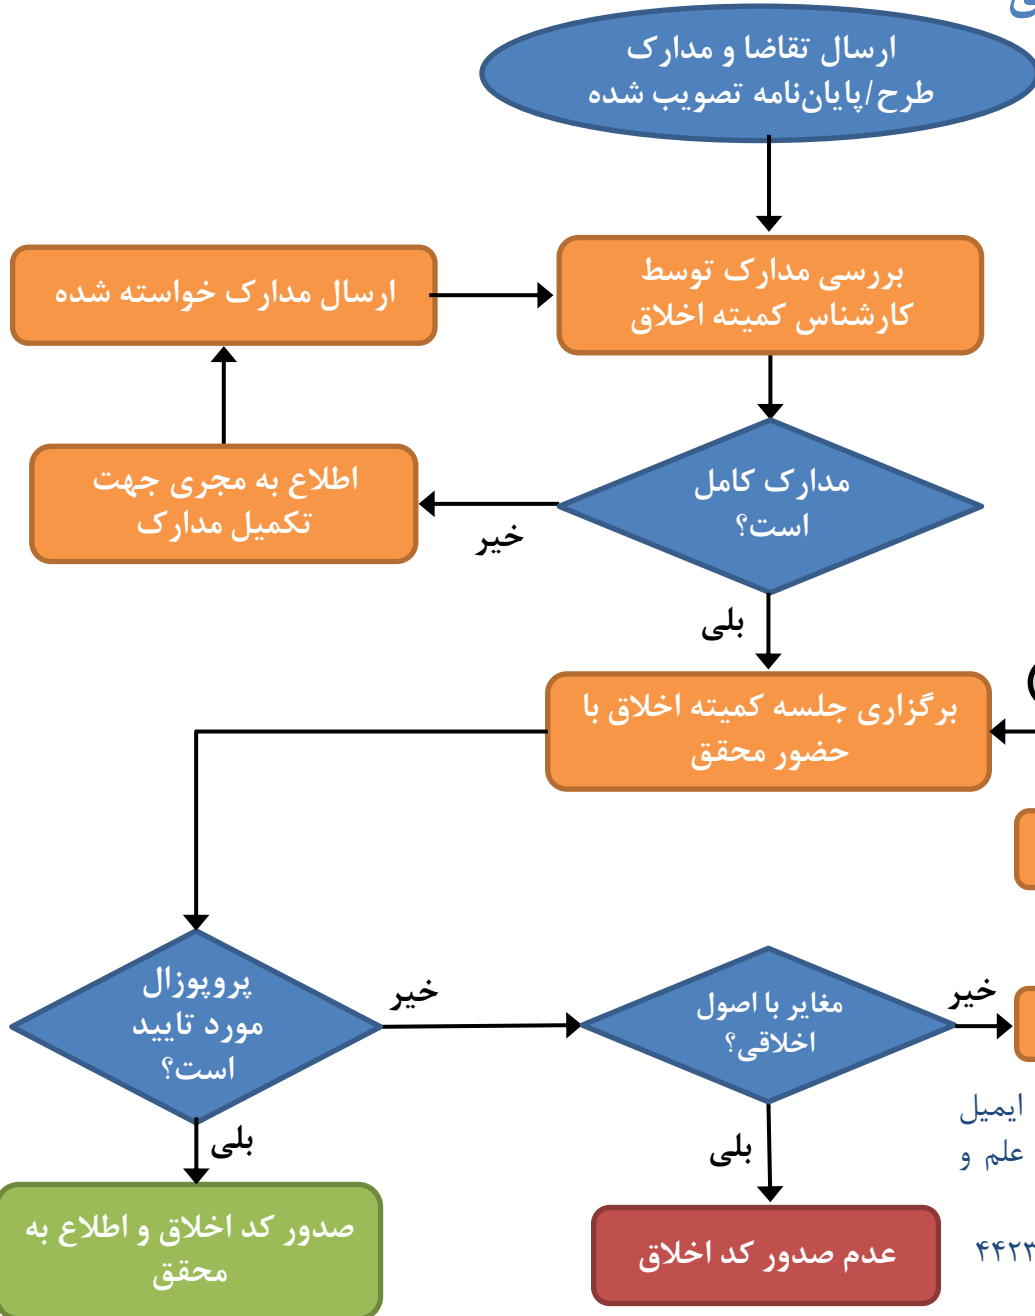 ارسال تقاضا و مدارک
طرح/پایان‌نامه تصویب شده
بررسی مدارک توسط
کارشناس کمیته اخلاق
ارسال مدارک خواسته شده
اطلاع به مجری جهت
تکمیل مدارک
مدارک کامل
است؟
خیر
بلی
برگزاری جلسه کمیته اخلاق با
حضور محقق
پروپوزال
مورد تایید
است؟
خیر
مغایر با اصول
اخلاقی؟
خیر
ایمیل
علم و
بلی
بلی
صدور کد اخلاق و اطلاع به
محقق
عدم صدور کد اخلاق
۴۴۲۳